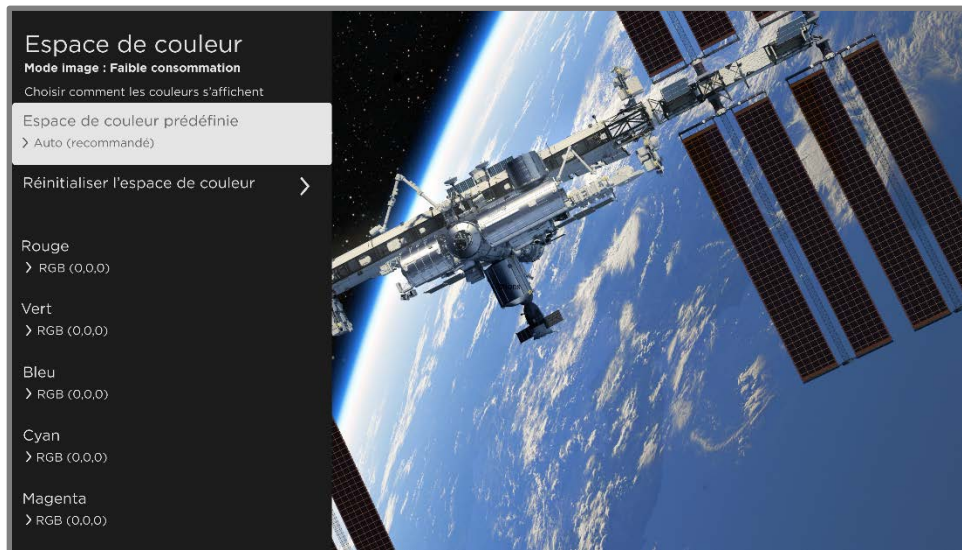 Espace de couleur
Mode image : Faible consommation
Choisir comment les couleurs s'affichent
Espace de couleur prédéfinie
Auto (recommandé)
Réinitialiser l'espace de couleur
Rouge
RGB (0,0,0)
Vert
RGB (0,0,0)
Bleu
RGB (0,0,0)
Cyan
RGB (0,0,0)
Magenta
RGB (0,0,0)